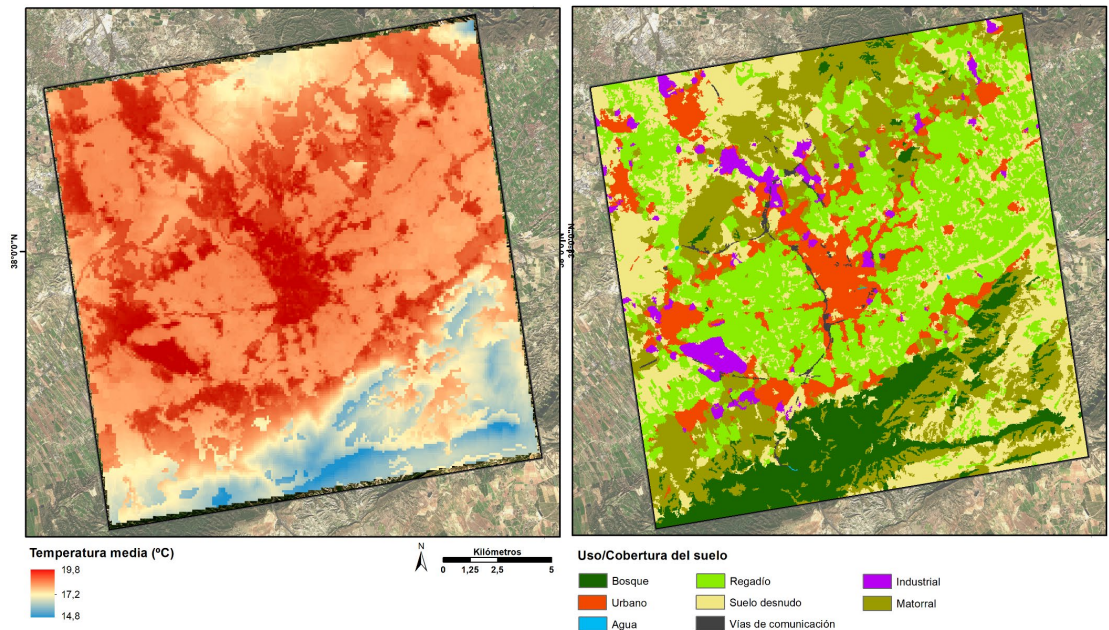 38°0'0"N
Temperatura media (ºC)
19,8
17,2
14,8
N
Kilómetros
0 1,25 2,5 5
Uso/Cobertura del suelo
Bosque
Regadío
Industrial
Urbano
Suelo desnudo
Matorral
Agua
Vías de comunicación